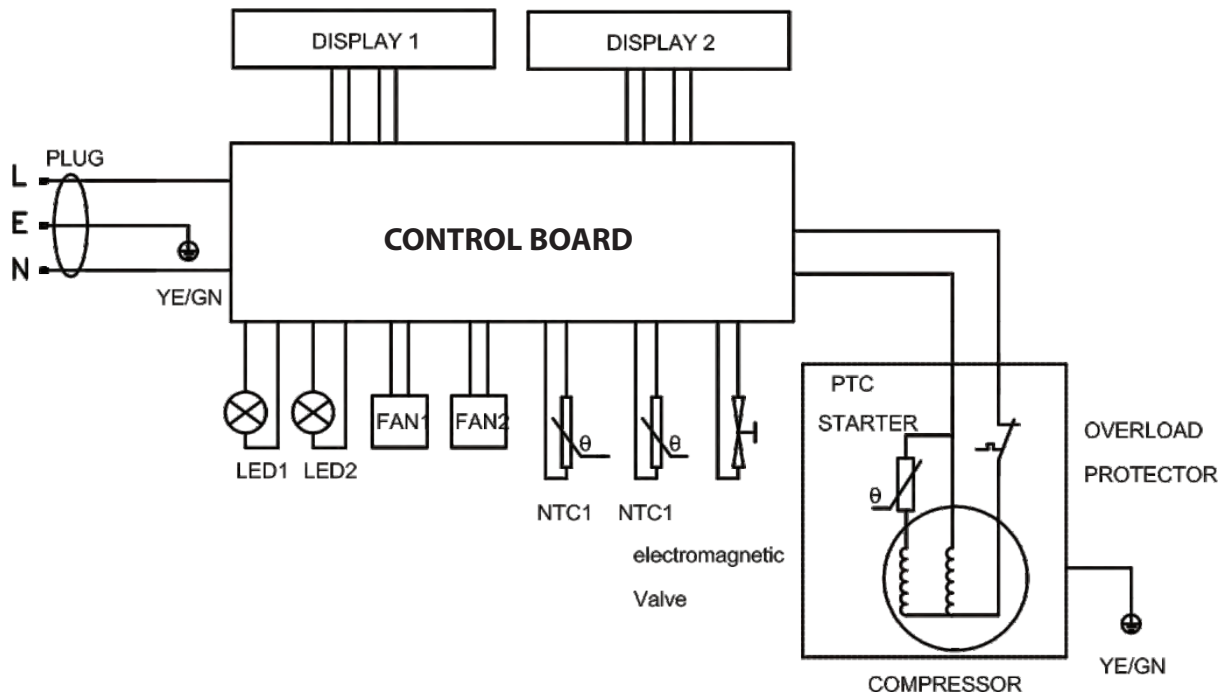 DISPLAY 1
DISPLAY 2
PLUG
L
E
N
YE/GN
CONTROL BOARD
LED1
LED2
FAN1
FAN2
θ
NTC1
θ
NTC1
electromagnetic
Valve
PTC
STARTER
θ
OVERLOAD
PROTECTOR
COMPRESSOR
YE/GN